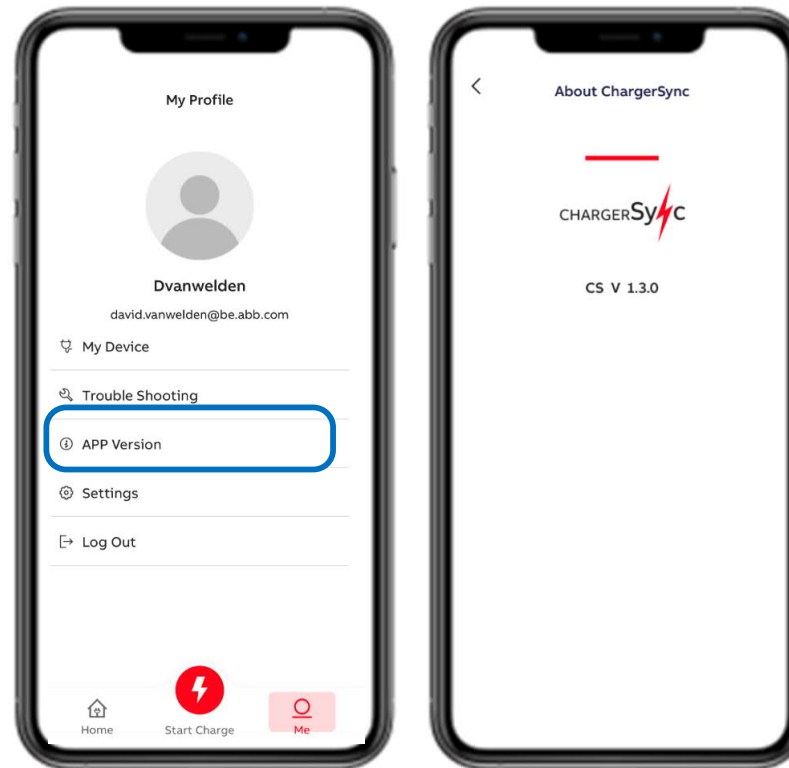 My Profile
Dvanwelden
david.vanwelden@be.abb.com
My Device
Trouble Shooting
APP Version
Settings
Log Out
Home
Start Charge
Me
About ChargerSync
CHARGERSync
CS V 1.3.0